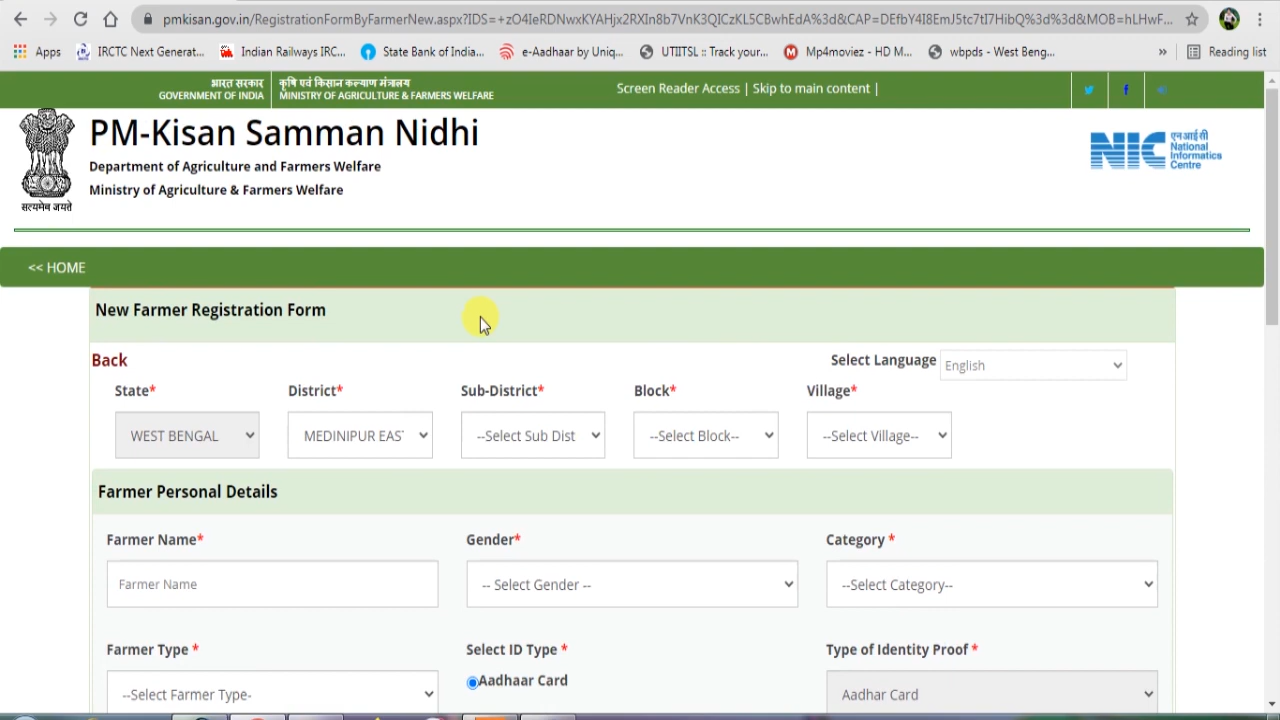 pmkisan.gov.in/RegistrationFormByFarmerNew.aspx?IDS=+zO4IeRDNwxKYAHjx2RXIn8b7VnK3QICzKL5CBwhEdA%3d&CAP=DEfbY4I8EmJ2tc7tI7HibQ%3d%3d&MOB=hLHwF...
Apps IRCTC Next Generat... Indian Railways IRC... State Bank of India... e-Aadhaar by Uniq... UTIITSL :: Track your... Mp4moviez - HD M... wbpds - West Beng... » Reading list
भारत सरकार कृषि एवं किसान कल्याण मंत्रालय
GOVERNMENT OF INDIA MINISTRY OF AGRICULTURE & FARMERS WELFARE
Screen Reader Access | Skip to main content |
PM-Kisan Samman Nidhi
Department of Agriculture and Farmers Welfare
Ministry of Agriculture & Farmers Welfare
सत्यमेव जयते
NIC एन आई सी
National
Informatics
Centre
<< HOME
New Farmer Registration Form
Back
Select Language English
State* District* Sub-District* Block* Village*
WEST BENGAL MEDINIPUR EAST --Select Sub Dist --Select Block-- --Select Village--
Farmer Personal Details
Farmer Name* Gender* Category *
Farmer Name -- Select Gender -- --Select Category--
Farmer Type * Select ID Type * Type of Identity Proof *
Aadhaar Card
--Select Farmer Type- Aadhar Card